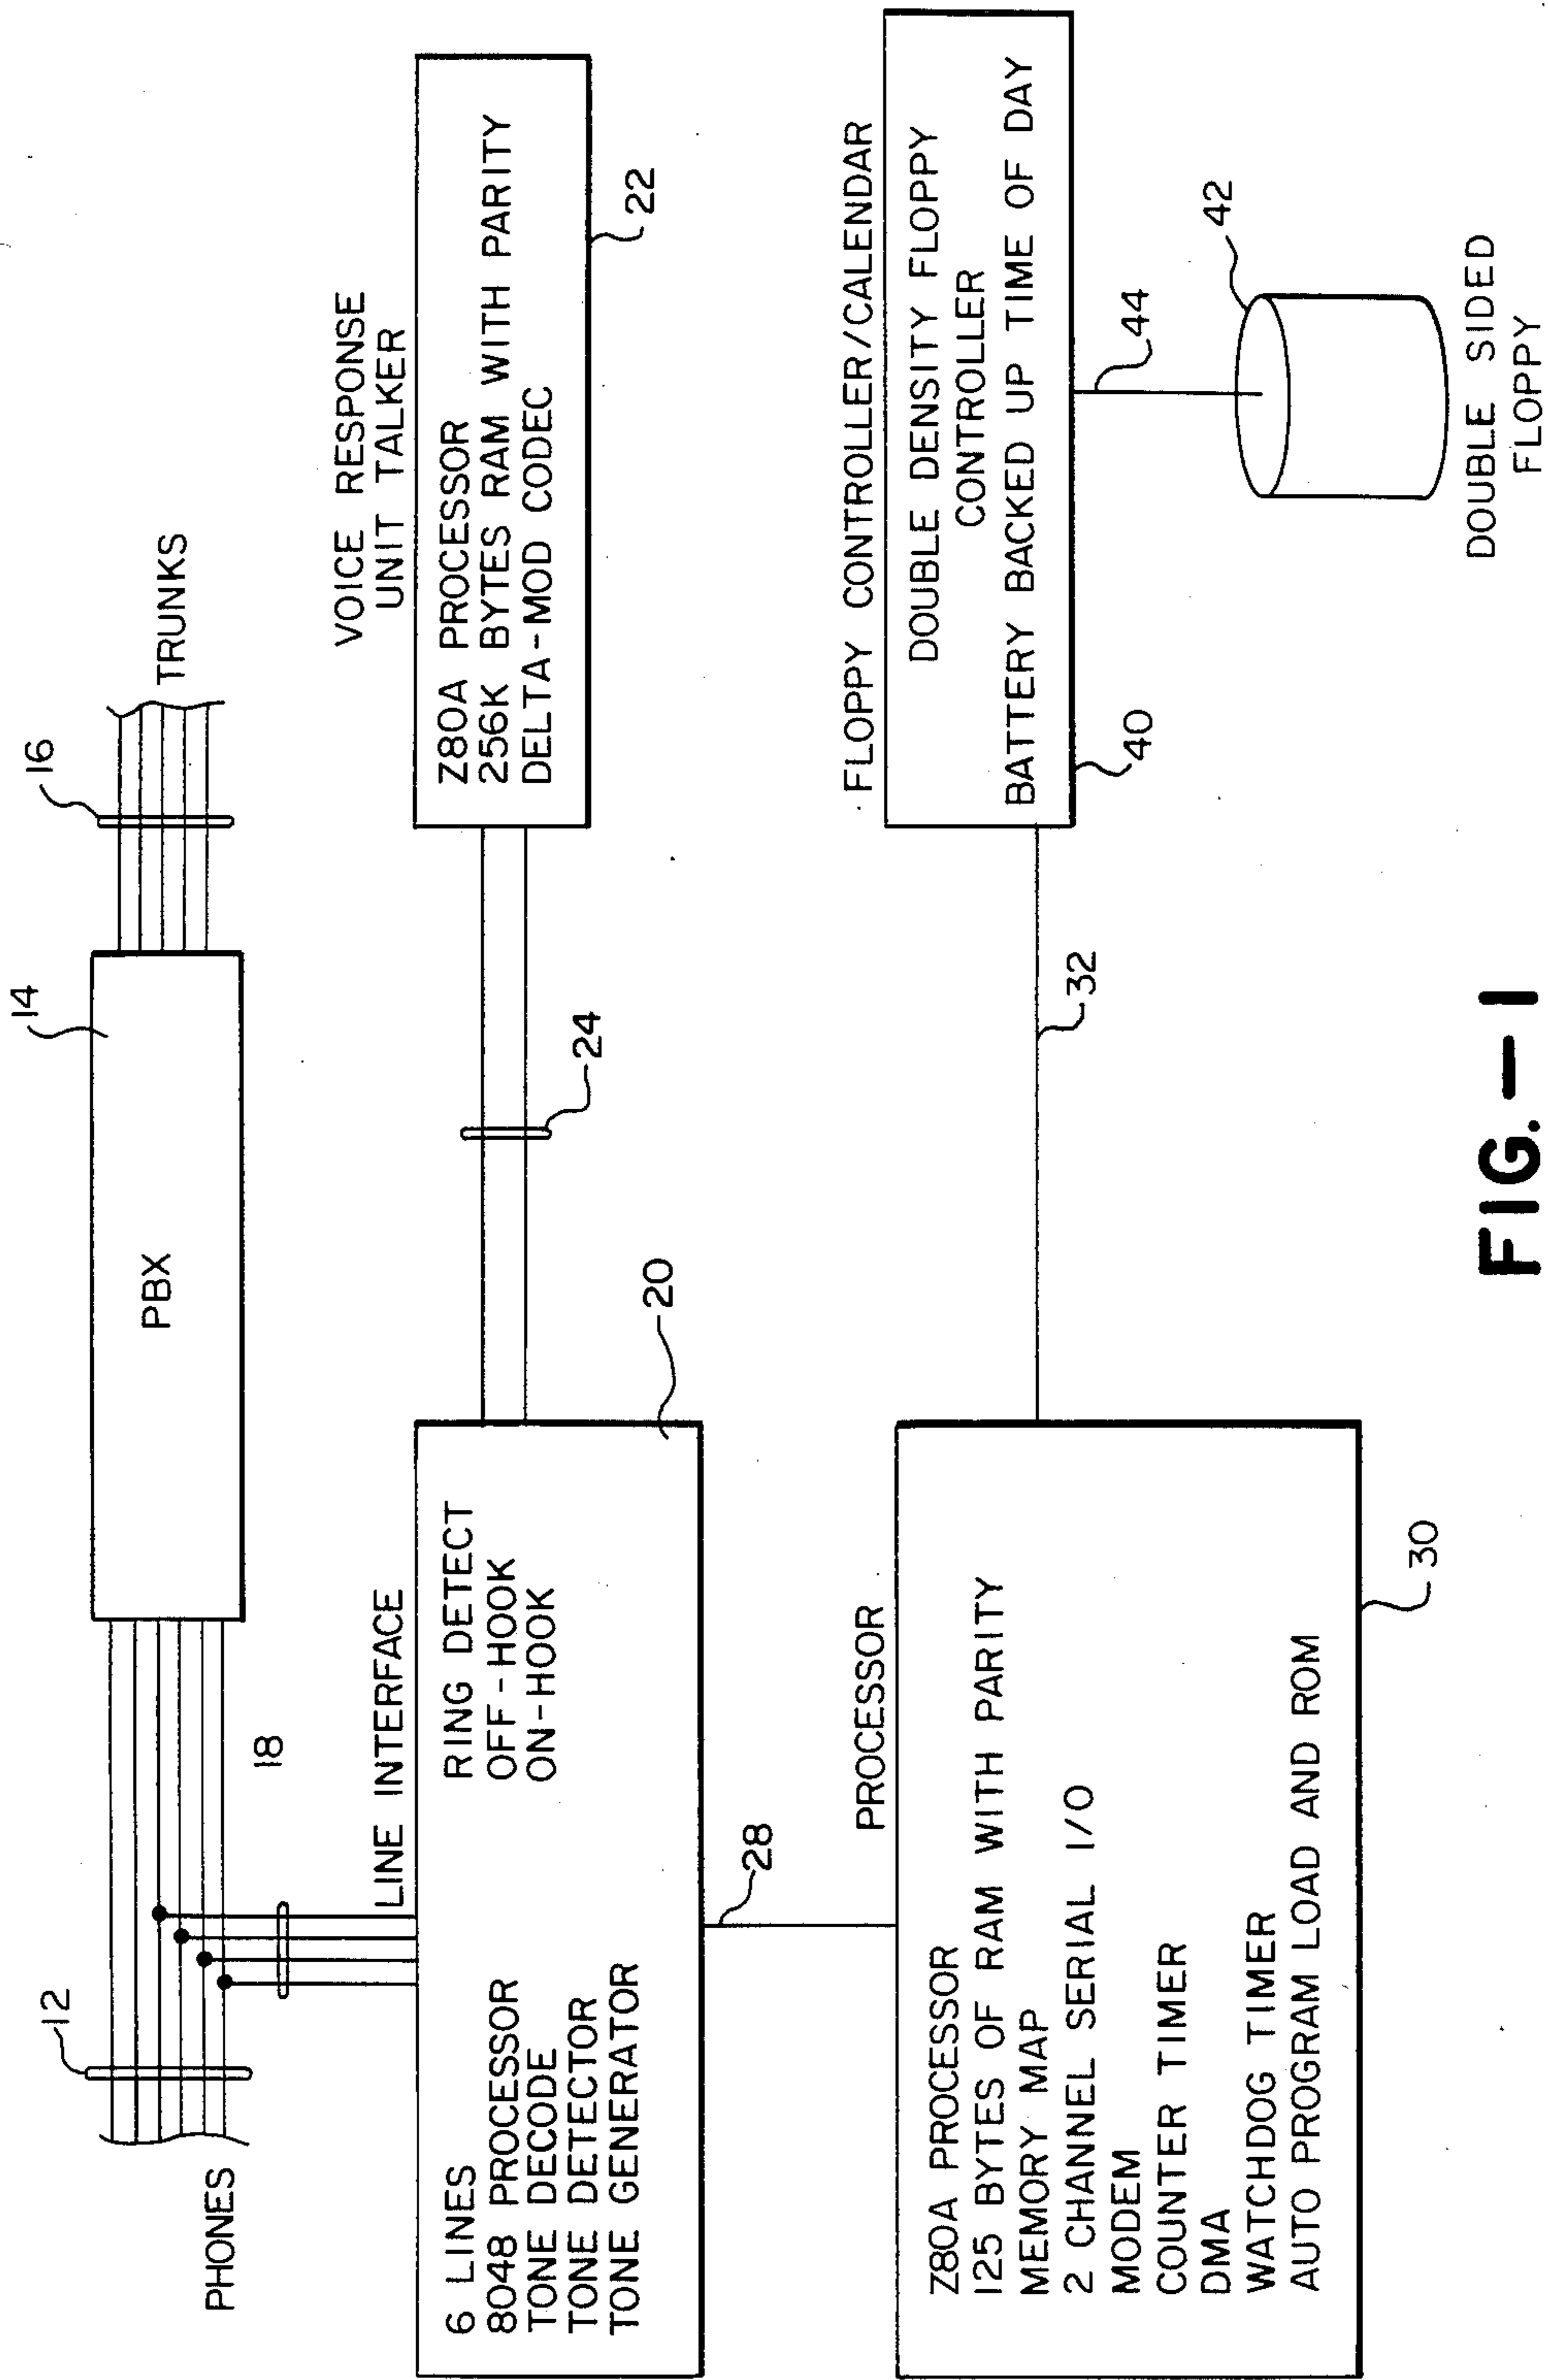 12
PHONES
18
PBX
14
16
TRUNKS
LINE INTERFACE
6 LINES
8048 PROCESSOR
TONE DECODE
TONE DETECTOR
TONE GENERATOR
RING DETECT
OFF-HOOK
ON-HOOK
20
24
VOICE RESPONSE
UNIT TALKER
Z80A PROCESSOR
256K BYTES RAM WITH PARITY
DELTA-MOD CODEC
22
28
PROCESSOR
Z80A PROCESSOR
125 BYTES OF RAM WITH PARITY
MEMORY MAP
2 CHANNEL SERIAL I/O
MODEM
COUNTER TIMER
DMA
WATCHDOG TIMER
AUTO PROGRAM LOAD AND ROM
30
32
FLOPPY CONTROLLER/CALENDAR
DOUBLE DENSITY FLOPPY
CONTROLLER
BATTERY BACKED UP TIME OF DAY
40
44
42
DOUBLE SIDED
FLOPPY
FIG.-1